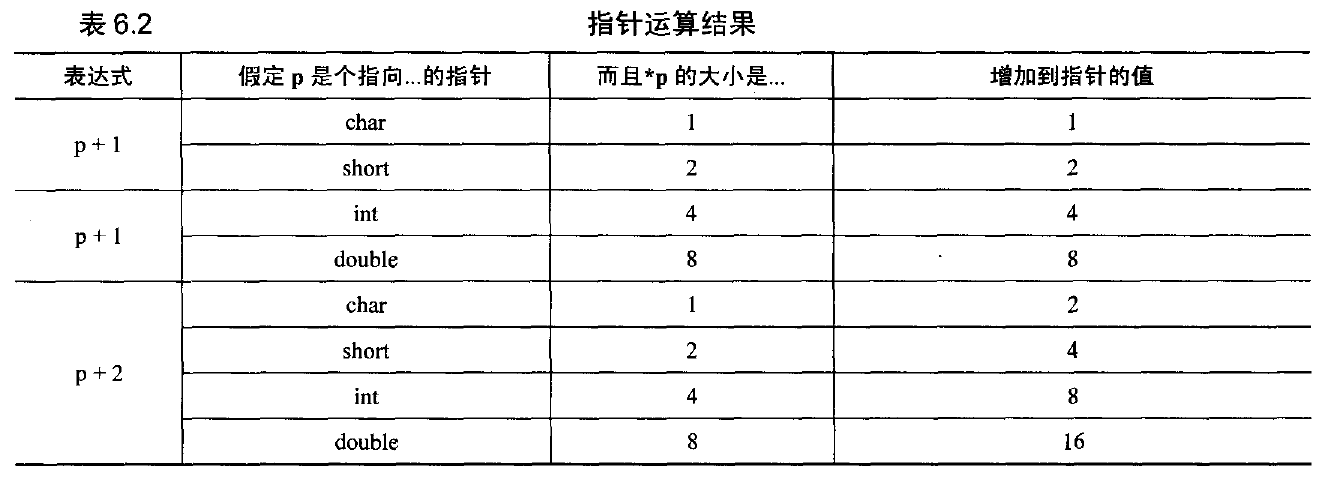 表 6.2 指针运算结果
表达式 假定 p 是个指向...的指针 而且*p 的大小是... 增加到指针的值
p + 1 char 1 1
short 2 2
p + 1 int 4 4
double 8 8
p + 2 char 1 2
short 2 4
int 4 8
double 8 16